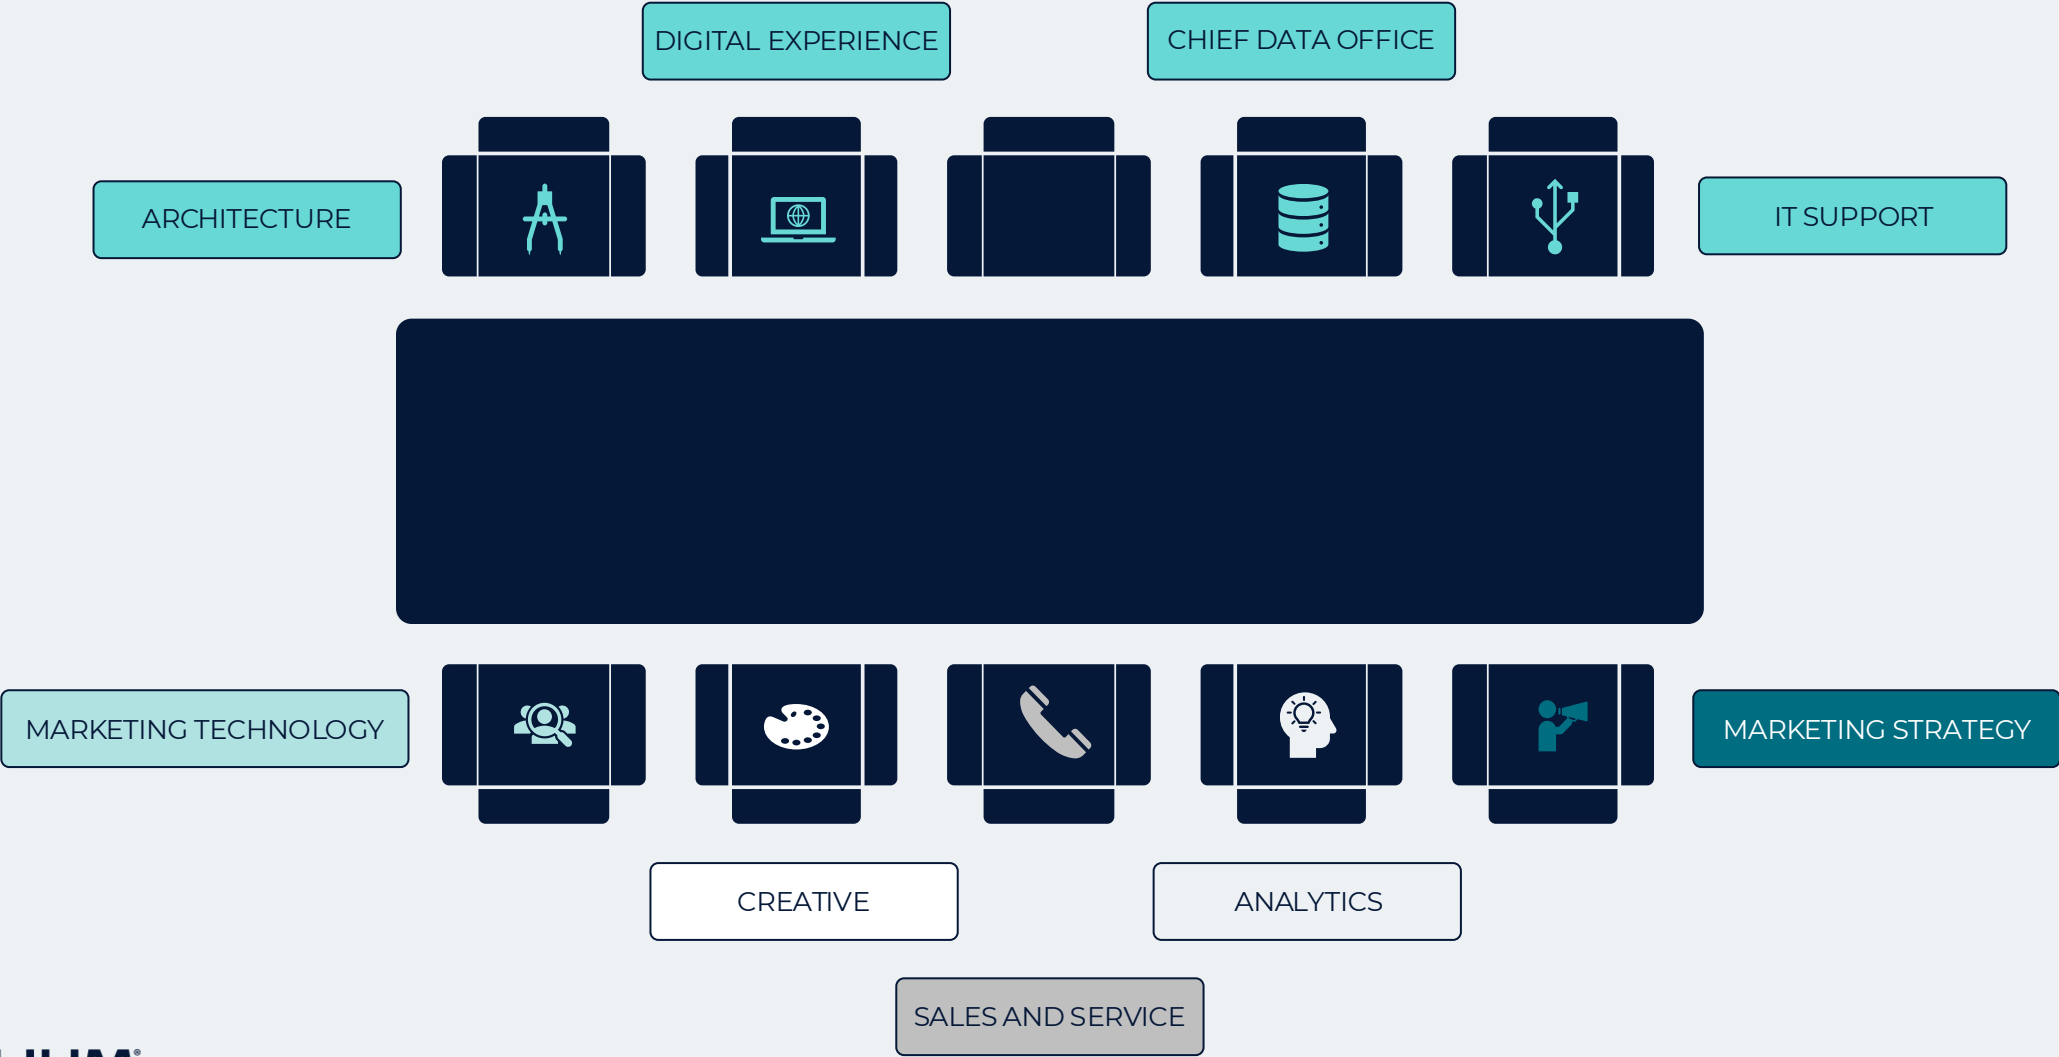 DIGITAL EXPERIENCE
CHIEF DATA OFFICE
ARCHITECTURE
IT SUPPORT
MARKETING TECHNOLOGY
MARKETING STRATEGY
CREATIVE
ANALYTICS
SALES AND SERVICE